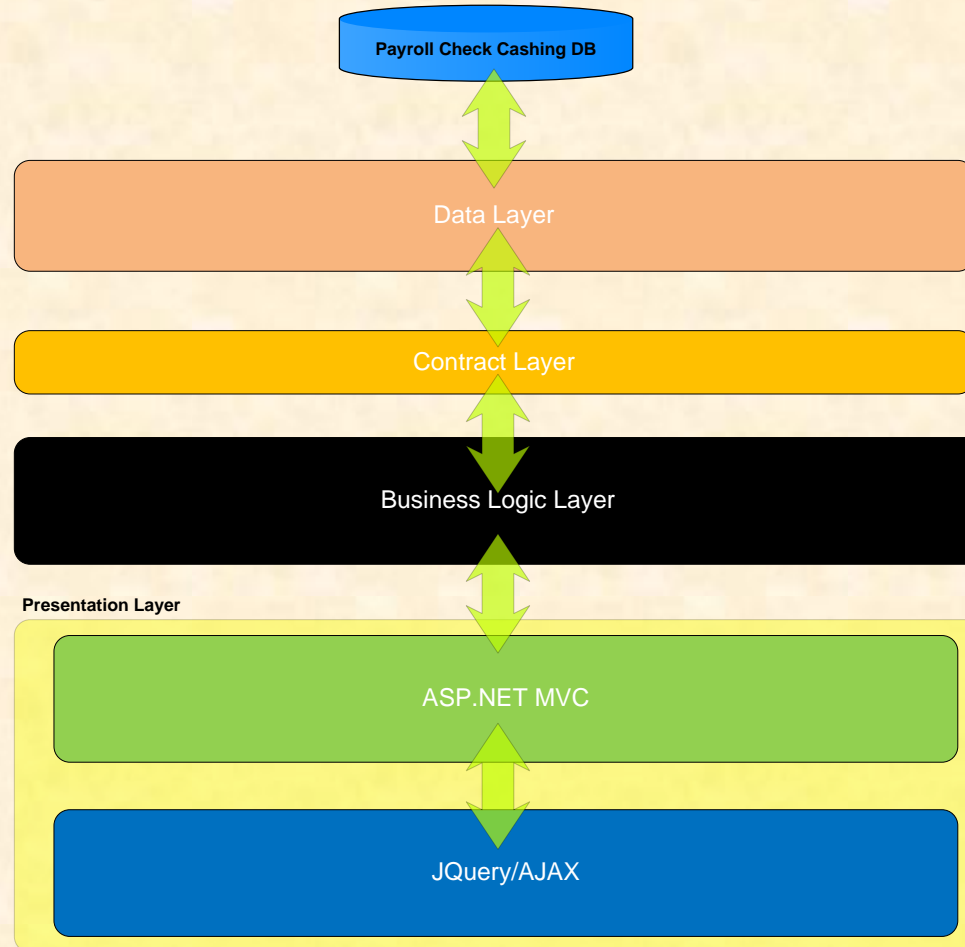 Payroll Check Cashing DB
Data Layer
Contract Layer
Business Logic Layer
Presentation Layer
ASP.NET MVC
JQuery/AJAX